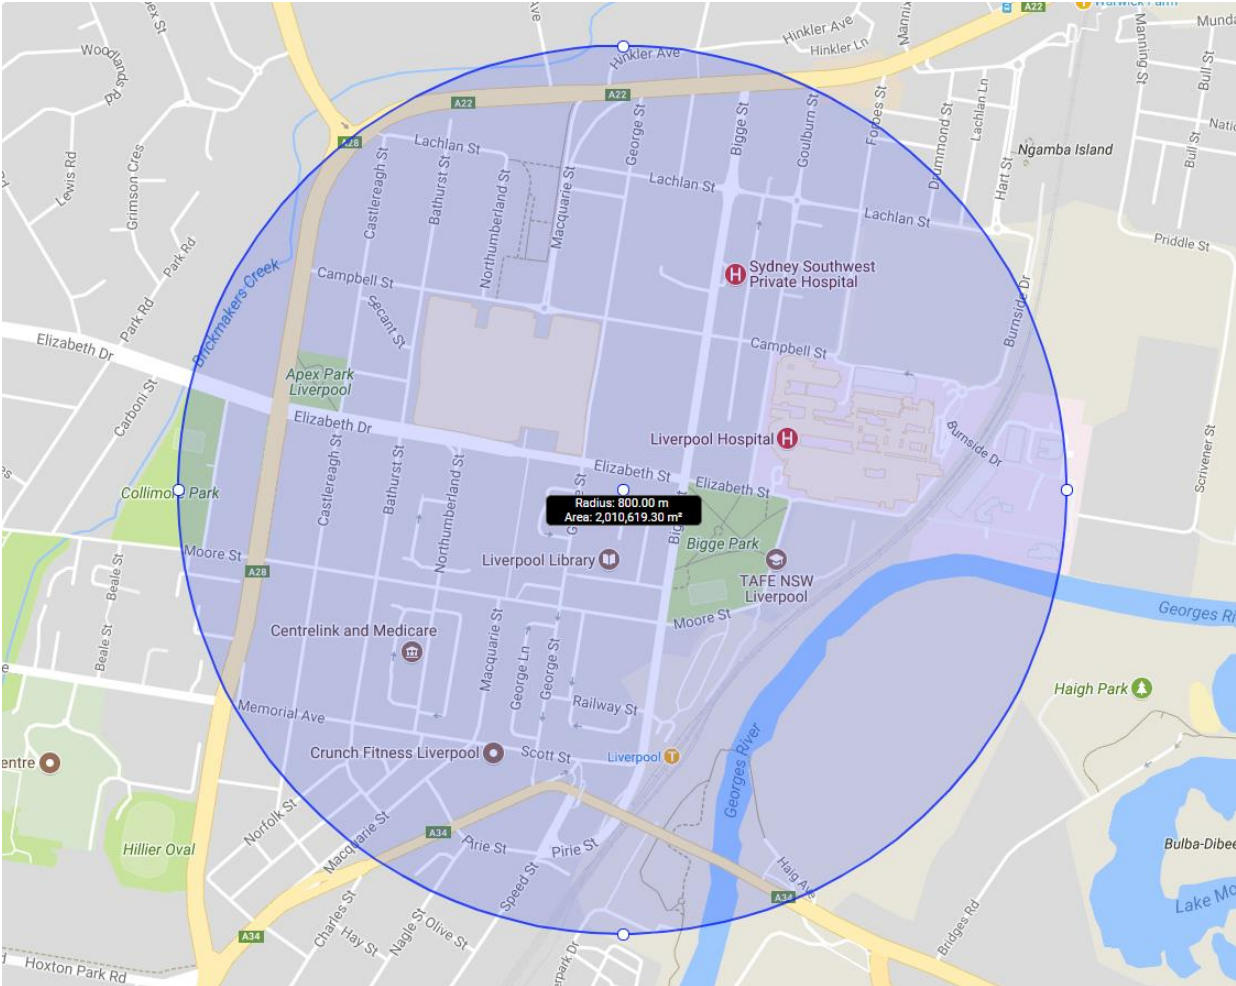 A22
Warwick Farm
Hinkler Ave
Hinkler Ln
Manning St
Bull St
Woodlands Rd
Hinkler Ave
A22
A22
A28
Lachlan St
George St
Bigge St
Goulburn St
Forbes St
Drummond St
Lachlan Ln
Hart St
Ngamba Island
Bull St
Lewis Rd
Grimson Cres
Castlereagh St
Bathurst St
Northumberland St
Macquarie St
Lachlan St
Lachlan St
Priddle St
Park Rd
Park Rd
Brickmakers Creek
Campbell St
Secant St
Sydney Southwest
Private Hospital
Burnside Dr
Elizabeth Dr
Campbell St
Apex Park
Liverpool
Carboni St
Elizabeth Dr
Liverpool Hospital
Burnside Dr
Scrivener St
Castlereagh St
Bathurst St
Northumberland St
Elizabeth St
Elizabeth St
Radius: 800.00 m
Area: 2,010,619.30 m²
Bigge Park
Moore St
A28
Beale St
Beale St
Liverpool Library
TAFE NSW
Liverpool
Georges Ri
Moore St
Centrelink and Medicare
Macquarie St
George Ln
George St
Haigh Park
Memorial Ave
Railway St
Crunch Fitness Liverpool
Scott St
Liverpool
Georges River
entre
Norfolk St
Macquarie St
A34
Pirie St
Pirie St
Hillier Oval
Speed St
Haig Ave
A34
Bulba-Dibee
Lake Mo
Charles St
Hay St
Nagle St
Olive St
Bridges Rd
A34
Hoxton Park Rd